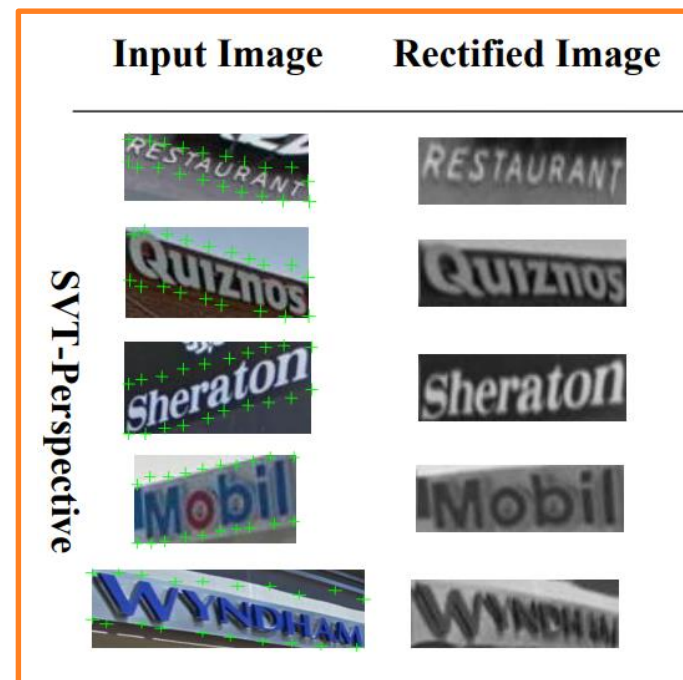 Input Image Rectified Image
SVT-Perspective
RESTAURANT RESTAURANT
QUIZNOS QUIZNOS
Sheraton Sheraton
Mobil Mobil
WYNDHAM WYNDHAM